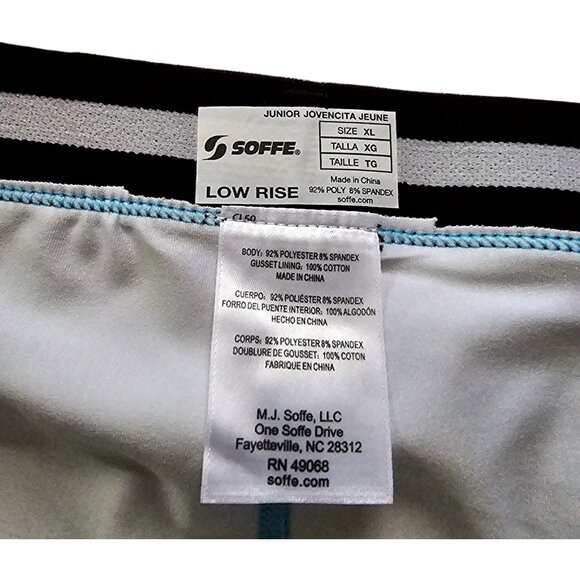 JUNIOR JOVENCITA JEUNE
SOFFE®
LOW RISE
SIZE XL
TALLA XG
TAILLE TG
Made in China
92% POLY 8% SPANDEX
soffe.com
BODY: 92% POLYESTER 8% SPANDEX
GUSSET LINING: 100% COTTON
MADE IN CHINA
CUERPO: 92% POLIÉSTER 8% SPANDEX
FORRO DEL PUENTE INTERIOR: 100% ALGODÓN
HECHO EN CHINA
CORPS: 92% POLYESTER 8% SPANDEX
DOUBLURE DE GOUSSET: 100% COTON
FABRIQUE EN CHINA
M.J. Soffe, LLC
One Soffe Drive
Fayetteville, NC 28312
RN 49068
soffe.com